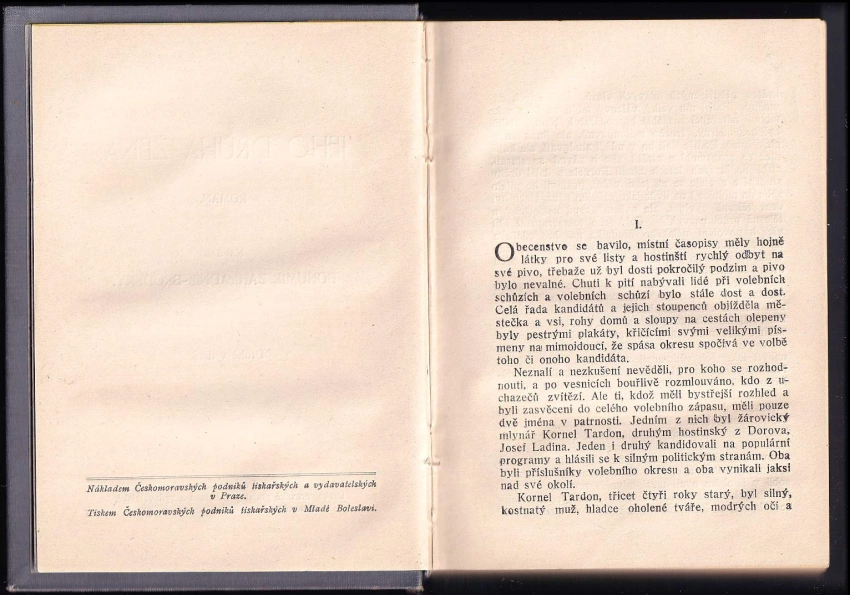 Nákladem Českomoravských podniků tiskařských a vydavatelských
v Praze.
Tiskem Českomoravských podniků tiskařských v Mladé Boleslavi.
I.
Obecenstvo se bavilo, místní časopisy měly hojně
látky pro své listy a hostinští rychlý odbyt na
své pivo, třebaže už byl dosti pokročilý podzim a pivo
bylo nevalné. Chuti k pití nabývali lidé při volebních
schůzích a volebních schůzí bylo stále dost a dost.
Celá řada kandidátů a jejich stoupenců objížděla mě-
stečka a vsi, rohy domů a sloupy na cestách olepeny
byly pestrými plakáty, křičícími svými velikými pís-
meny na mimoidoucí, že spása okresu spočívá ve volbě
toho či onoho kandidáta.
Neznalí a nezkušení nevěděli, pro koho se rozhod-
nouti, a po vesnicích bouřlivě rozmlouváno, kdo z u-
chazečů zvítězí. Ale ti, kdož měli bystřejší rozhled a
byli zasvěceni do celého volebního zápasu, měli pouze
dvě jména v patrnosti. Jedním z nich byl žárovický
mlynář Kornel Tardon, druhým hostinský z Dorova,
Josef Ladina. Jeden i druhý kandidovali na populární
programy a hlásili se k silným politickým stranám. Oba
byli příslušníky volebního okresu a oba vynikali jaksi
nad své okolí.
Kornel Tardon, třicet čtyři roky starý, byl silný,
kostnatý muž, hladce oholené tváře, modrých očí a